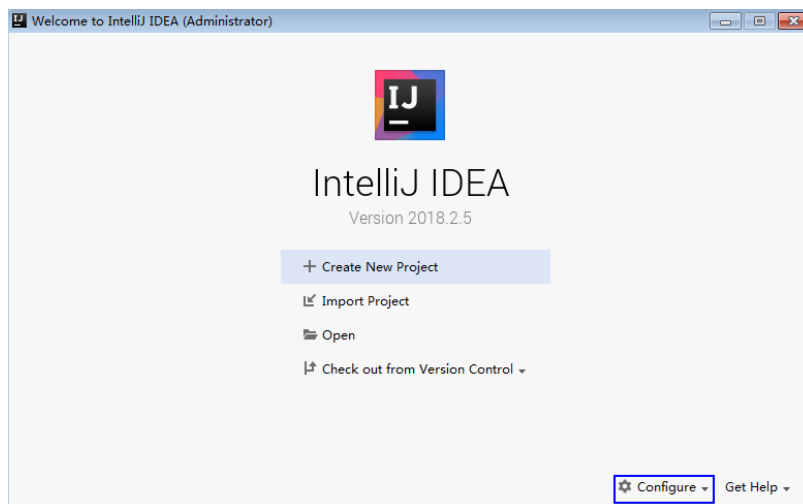 Welcome to IntelliJ IDEA (Administrator)
IJ
IntelliJ IDEA
Version 2018.2.5
Create New Project
Import Project
Open
Check out from Version Control
Configure Get Help